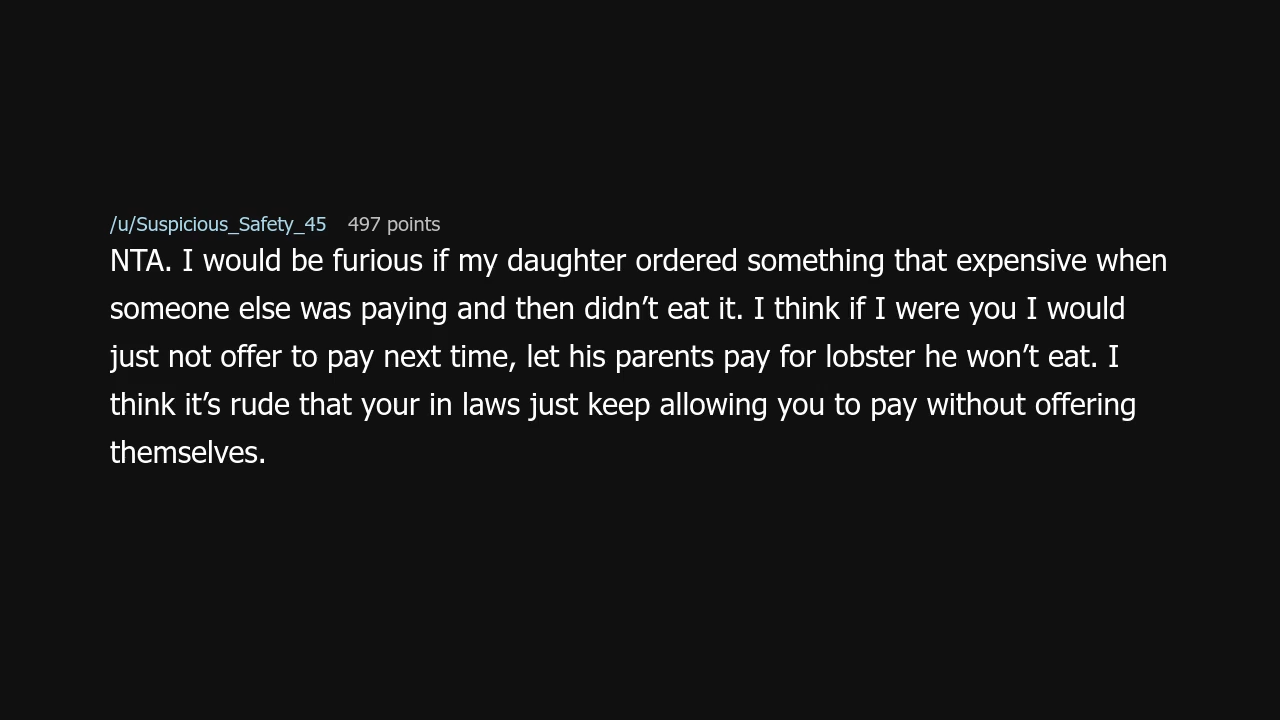 /u/Suspicious_Safety_45 497 points
NTA. I would be furious if my daughter ordered something that expensive when
someone else was paying and then didn’t eat it. I think if I were you I would
just not offer to pay next time, let his parents pay for lobster he won’t eat. I
think it’s rude that your in laws just keep allowing you to pay without offering
themselves.